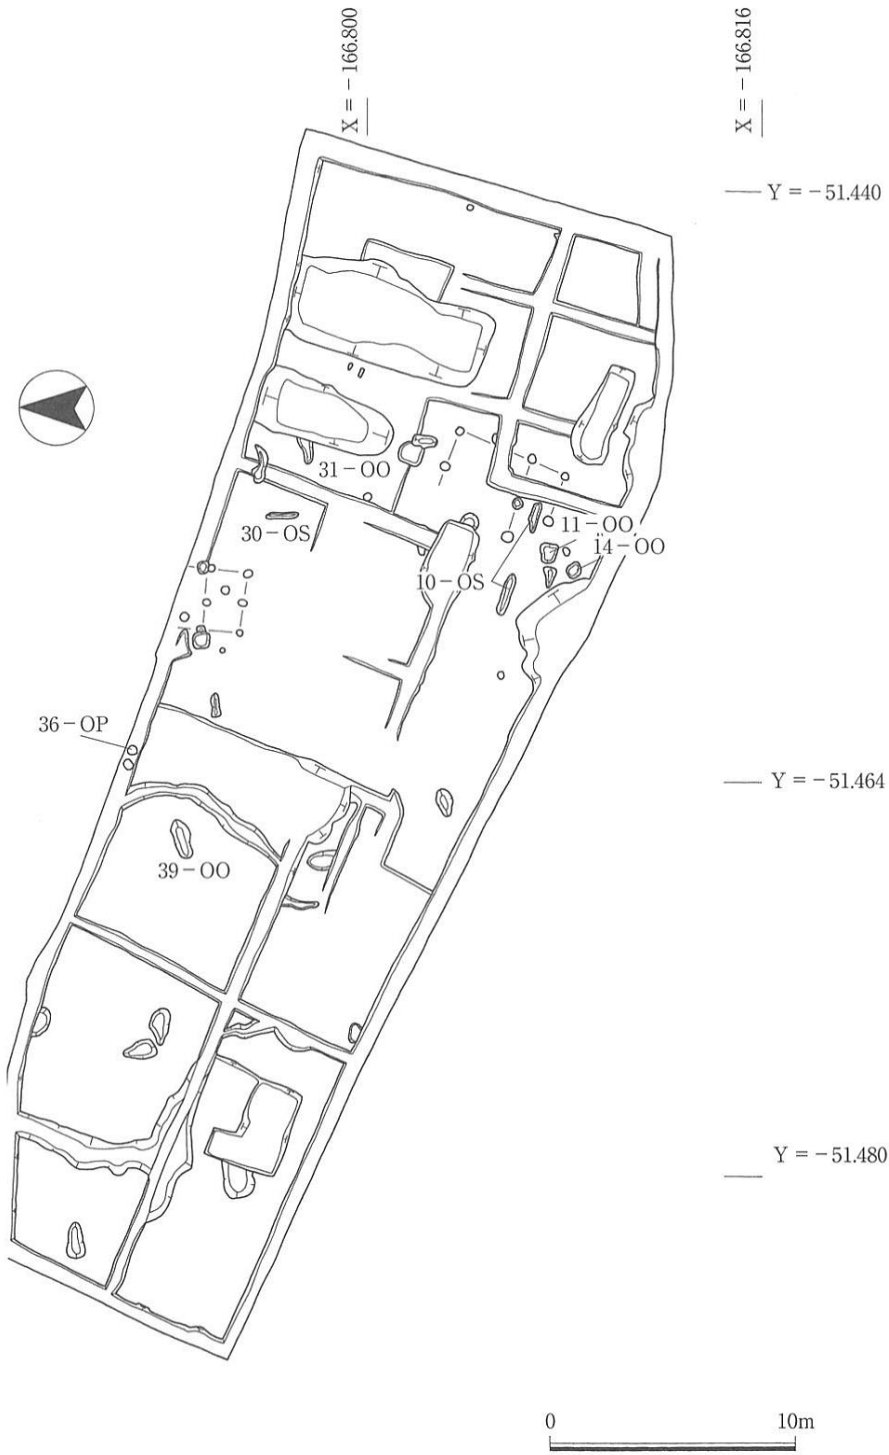 X = －166.800
X = －166.816
Y = －51.440
31－OO
30－OS
11－OO
14－OO
10－OS
36－OP
Y = －51.464
39－OO
Y = －51.480
0 10m